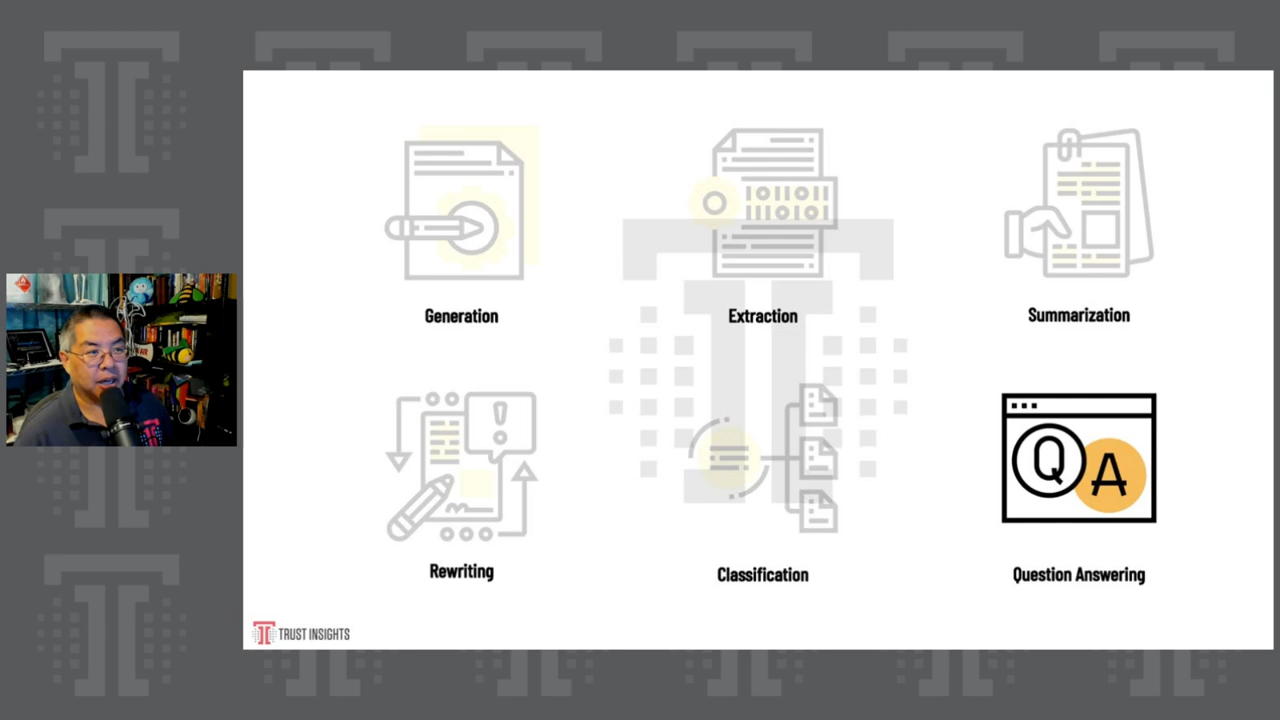 Generation
Extraction
Summarization
Q A
Rewriting
Classification
Question Answering
TRUST INSIGHTS